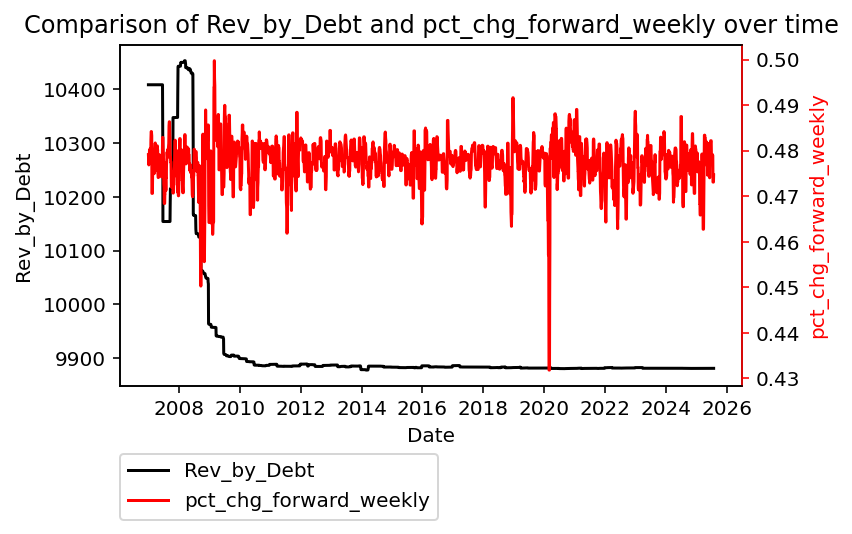 Comparison of Rev_by_Debt and pct_chg_forward_weekly over time
Rev_by_Debt
10400
10300
10200
10100
10000
9900
0.50
0.49
0.48
0.47
0.46
0.45
0.44
0.43
pct_chg_forward_weekly
2008 2010 2012 2014 2016 2018 2020 2022 2024 2026
Date
Rev_by_Debt
pct_chg_forward_weekly